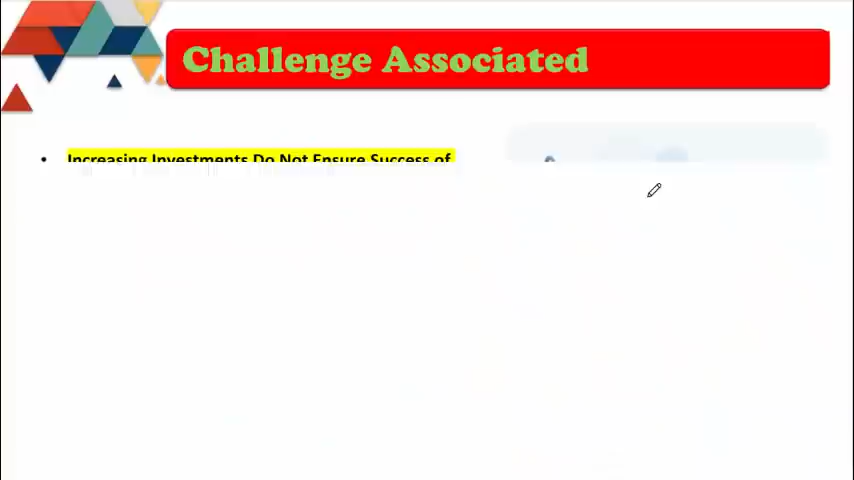 Challenge Associated
• Increasing Investments Do Not Ensure Success of